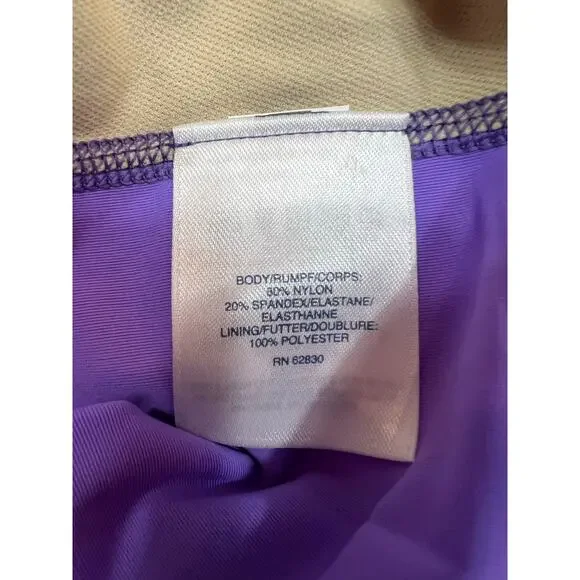 BODY/RUMPF/CORPS:
80% NYLON
20% SPANDEX/ELASTANE/
ELASTHANNE
LINING/FUTTER/DOUBLURE:
100% POLYESTER
RN 62830